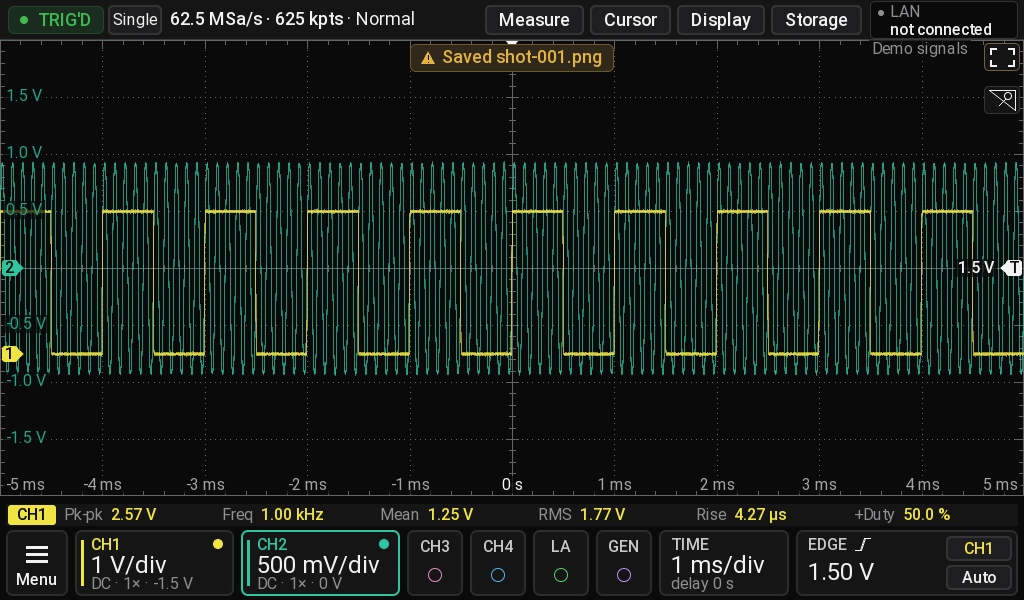 TRIG'D Single 62.5 MSa/s · 625 kpts · Normal Measure Cursor Display Storage LAN
not connected
Demo signals
Saved shot-001.png
1.5 V
1.0 V
0.5 V
2 1.5 V T
-0.5 V
1
-1.0 V
-1.5 V
-5 ms -4 ms -3 ms -2 ms -1 ms 0 s 1 ms 2 ms 3 ms 4 ms 5 ms
CH1 Pk-pk 2.57 V Freq 1.00 kHz Mean 1.25 V RMS 1.77 V Rise 4.27 µs +Duty 50.0 %
Menu
CH1
1 V/div
DC · 1× · -1.5 V
CH2
500 mV/div
DC · 1× · 0 V
CH3
CH4
LA
GEN
TIME
1 ms/div
delay 0 s
EDGE
1.50 V
CH1
Auto